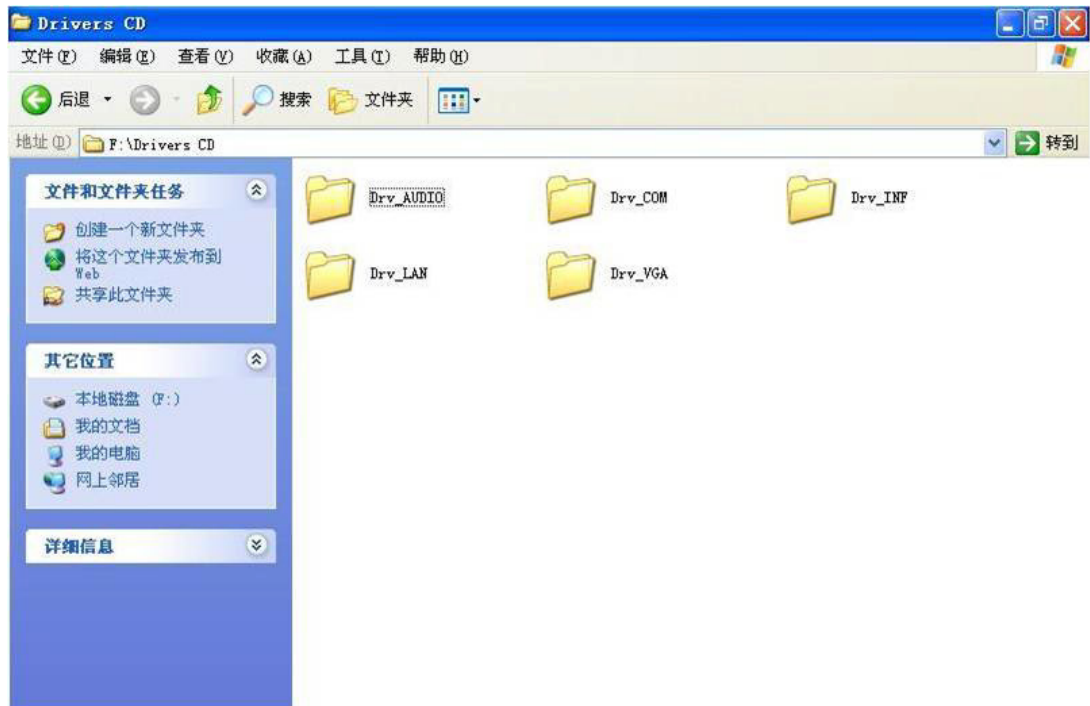 Drivers CD
文件(F) 编辑(E) 查看(V) 收藏(A) 工具(T) 帮助(H)
后退 搜索 文件夹
地址(D) F:\Drivers CD 转到
文件和文件夹任务
创建一个新文件夹
将这个文件夹发布到
Web
共享此文件夹
其它位置
本地磁盘 (F:)
我的文档
我的电脑
网上邻居
详细信息
Drv_AUDIO Drv_COM Drv_INF
Drv_LAN Drv_VGA